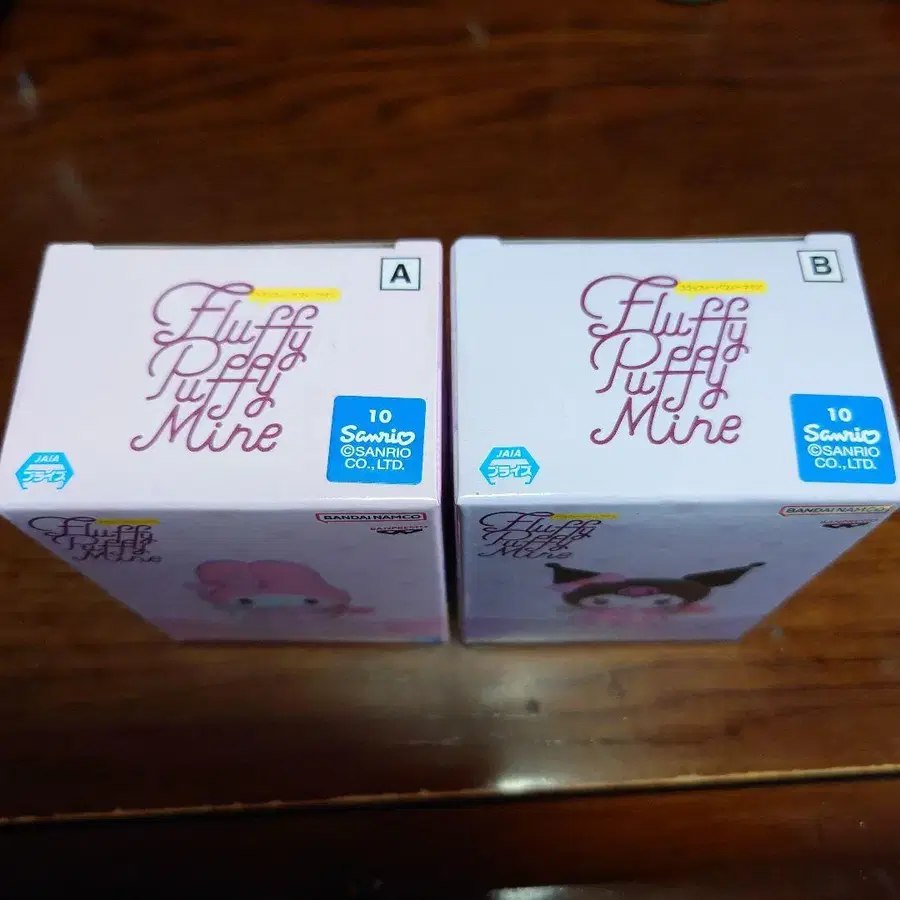 A
Fluffy
Puffy
Mine
10
Sanrio
©SANRIO
CO., LTD.
JAIA
プライズ
BANDAI NAMCO
BANPRESTO
Fluffy
Puffy
Mine
B
フラッフィーパフィーマイン
Fluffy
Puffy
Mine
10
Sanrio
©SANRIO
CO., LTD.
JAIA
プライズ
BANDAI NAMCO
Fluffy
Puffy
Mine